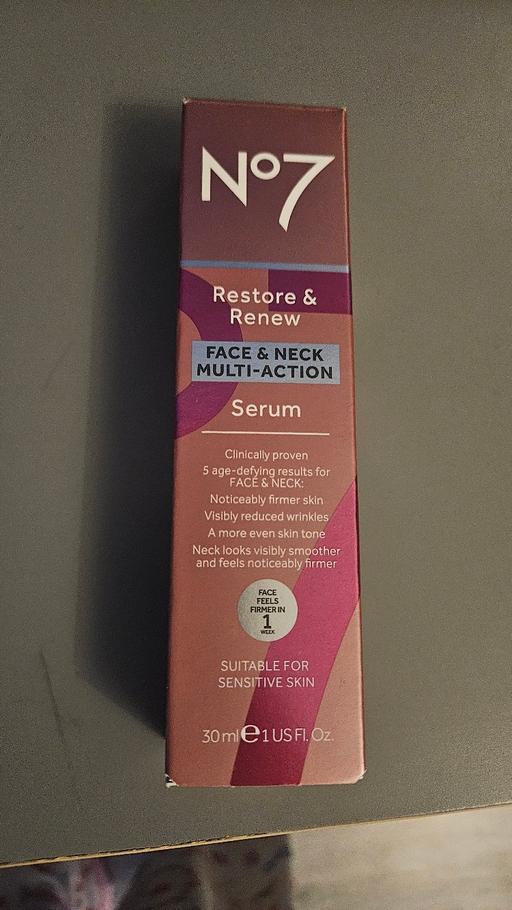 No7
Restore &
Renew
FACE & NECK
MULTI-ACTION
Serum
Clinically proven
5 age-defying results for
FACE & NECK:
Noticeably firmer skin
Visibly reduced wrinkles
A more even skin tone
Neck looks visibly smoother
and feels noticeably firmer
FACE
FEELS
FIRMER IN
1
WEEK
SUITABLE FOR
SENSITIVE SKIN
30 ml ℮ 1 US Fl. Oz.